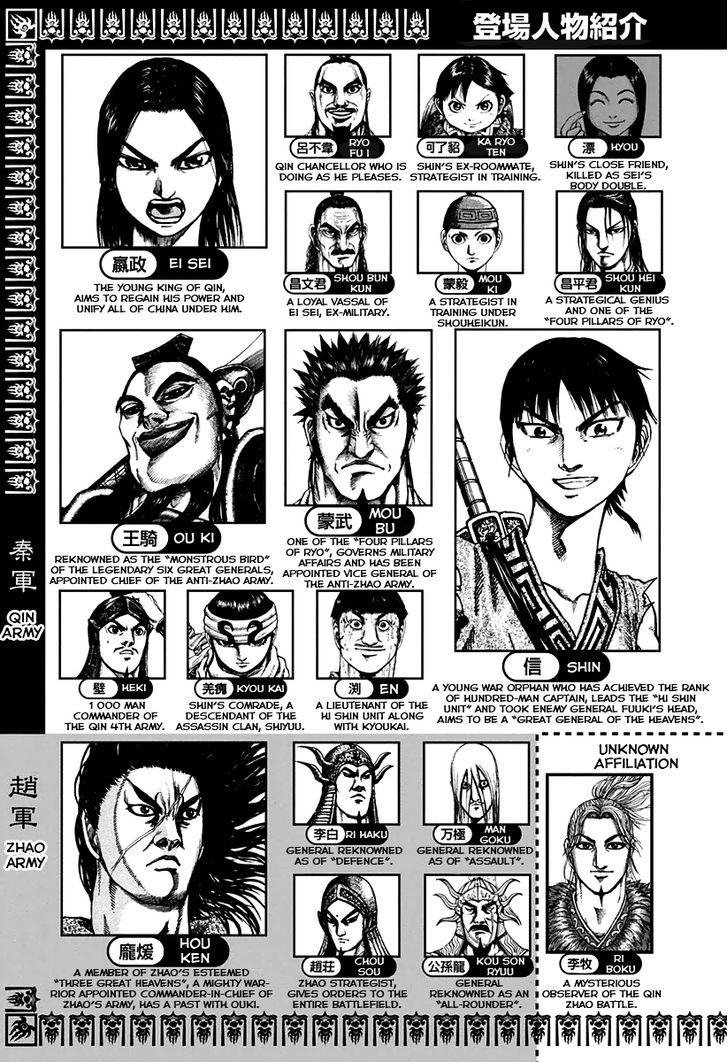 登場人物紹介
嬴政 EI SEI
THE YOUNG KING OF QIN,
AIMS TO REGAIN HIS POWER AND
UNIFY ALL OF CHINA UNDER HIM.
呂不韋 RYO
FU I
QIN CHANCELLOR WHO IS
DOING AS HE PLEASES.
河了貂 KA RYO
TEN
SHIN'S EX-ROOMMATE,
STRATEGIST IN TRAINING.
漂 HYOU
SHIN'S CLOSE FRIEND,
KILLED AS SEI'S
BODY DOUBLE.
昌文君 SHOU BUN
KUN
A LOYAL VASSAL OF
EI SEI, EX-MILITARY.
蒙毅 MOU
KI
A STRATEGIST IN
TRAINING UNDER
SHOUHEIKUN.
昌平君 SHOU HEI
KUN
A STRATEGICAL GENIUS
AND ONE OF THE
"FOUR PILLARS OF RYO".
秦軍
QIN
ARMY
王騎 OU KI
REKNOWNED AS THE "MONSTROUS BIRD"
OF THE LEGENDARY SIX GREAT GENERALS,
APPOINTED CHIEF OF THE ANTI-ZHAO ARMY.
蒙武 MOU
BU
ONE OF THE "FOUR PILLARS
OF RYO", GOVERNS MILITARY
AFFAIRS AND HAS BEEN
APPOINTED VICE GENERAL OF
THE ANTI-ZHAO ARMY.
信 SHIN
A YOUNG WAR ORPHAN WHO HAS ACHIEVED THE RANK
OF HUNDRED-MAN CAPTAIN, LEADS THE "HI SHIN
UNIT" AND TOOK ENEMY GENERAL FUUKI'S HEAD,
AIMS TO BE A "GREAT GENERAL OF THE HEAVENS".
壁 HEKI
1 000 MAN
COMMANDER OF
THE QIN 4TH ARMY.
羌瘣 KYOU KAI
SHIN'S COMRADE, A
DESCENDANT OF THE
ASSASSIN CLAN, SHIYUU.
渕 EN
A LIEUTENANT OF THE
HI SHIN UNIT ALONG
WITH KYOUKAI.
趙軍
ZHAO
ARMY
龐煖 HOU
KEN
A MEMBER OF ZHAO'S ESTEEMED
"THREE GREAT HEAVENS", A MIGHTY WAR-
RIOR APPOINTED COMMANDER-IN-CHIEF OF
ZHAO'S ARMY, HAS A PAST WITH OUKI.
李白 RI HAKU
GENERAL REKNOWNED
AS OF "DEFENCE".
万極 MAN
GOKU
GENERAL REKNOWNED
AS OF "ASSAULT".
趙荘 CHOU
SOU
ZHAO STRATEGIST,
GIVES ORDERS TO THE
ENTIRE BATTLEFIELD.
公孫龍 KOU SON
RYUU
GENERAL
REKNOWNED AS AN
"ALL-ROUNDER".
UNKNOWN
AFFILIATION
李牧 RI
BOKU
A MYSTERIOUS
OBSERVER OF THE QIN
ZHAO BATTLE.